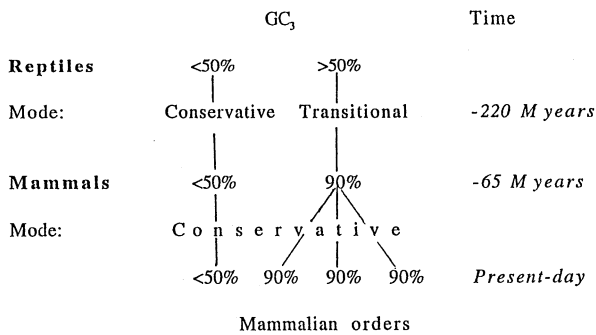 GC3 Time
Reptiles <50% >50%
Mode: Conservative Transitional -220 M years
Mammals <50% 90% -65 M years
Mode: Conservative
<50% 90% 90% 90% Present-day
Mammalian orders